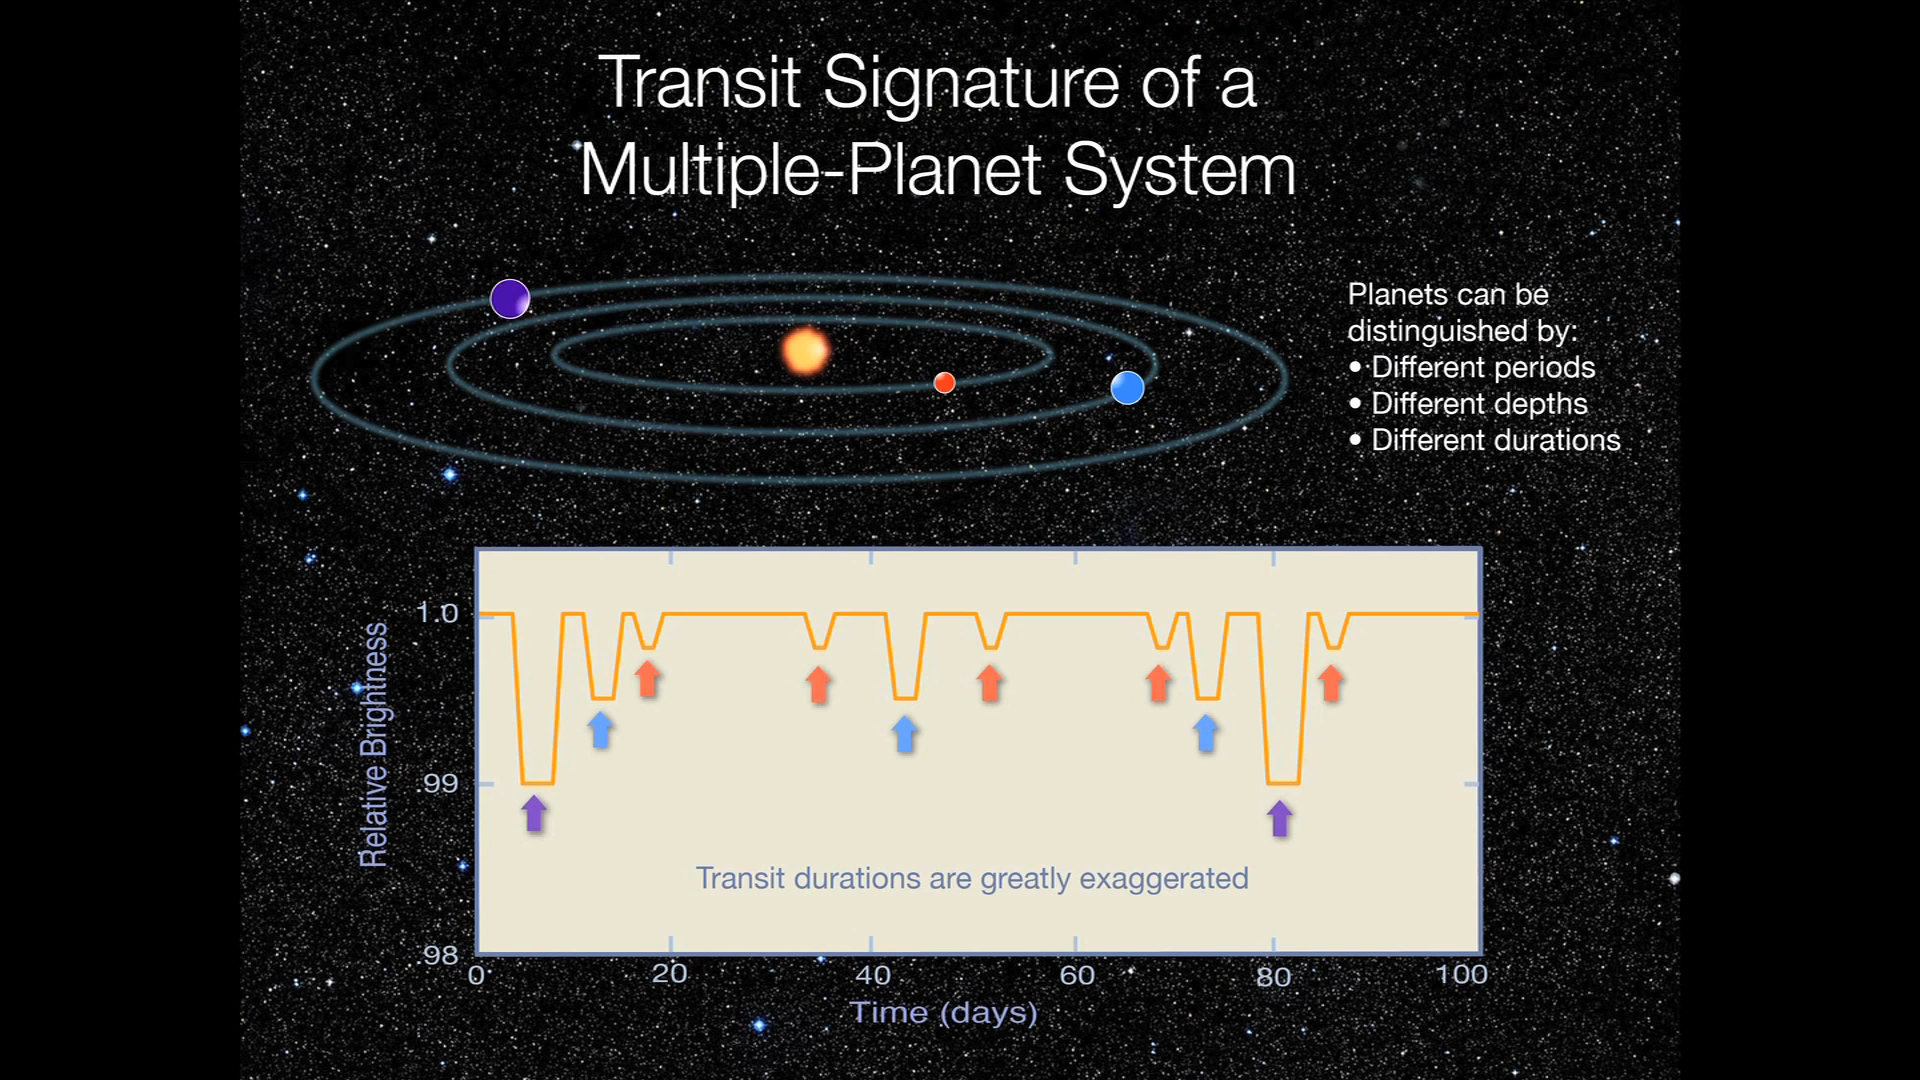 Transit Signature of a
Multiple-Planet System
Planets can be
distinguished by:
• Different periods
• Different depths
• Different durations
1.0
.99
.98
Relative Brightness
Transit durations are greatly exaggerated
0 20 40 60 80 100
Time (days)